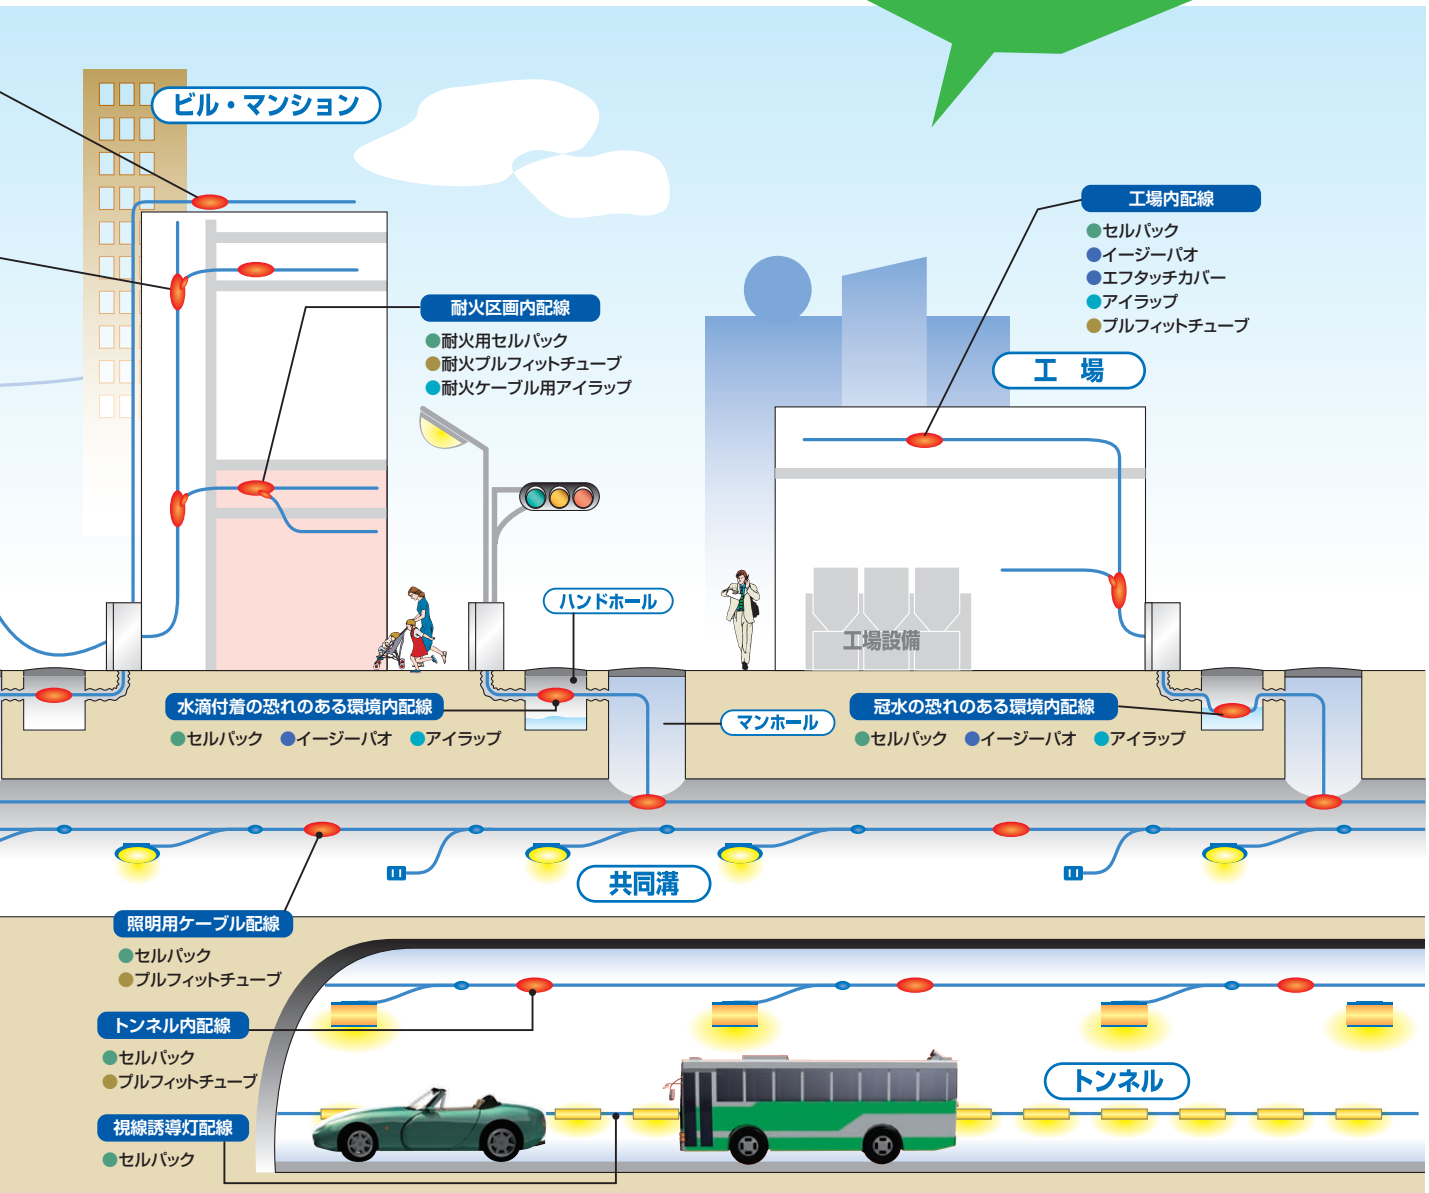 ビル・マンション
工場内配線
●セルパック
●イージーパオ
●エフタッチカバー
●アイラップ
●プルフィットチューブ
耐火区画内配線
●耐火用セルパック
●耐火プルフィットチューブ
●耐火ケーブル用アイラップ
工 場
ハンドホール
工場設備
水滴付着の恐れのある環境内配線
●セルパック ●イージーパオ ●アイラップ
マンホール
冠水の恐れのある環境内配線
●セルパック ●イージーパオ ●アイラップ
共同溝
照明用ケーブル配線
●セルパック
●プルフィットチューブ
トンネル内配線
●セルパック
●プルフィットチューブ
トンネル
視線誘導灯配線
●セルパック